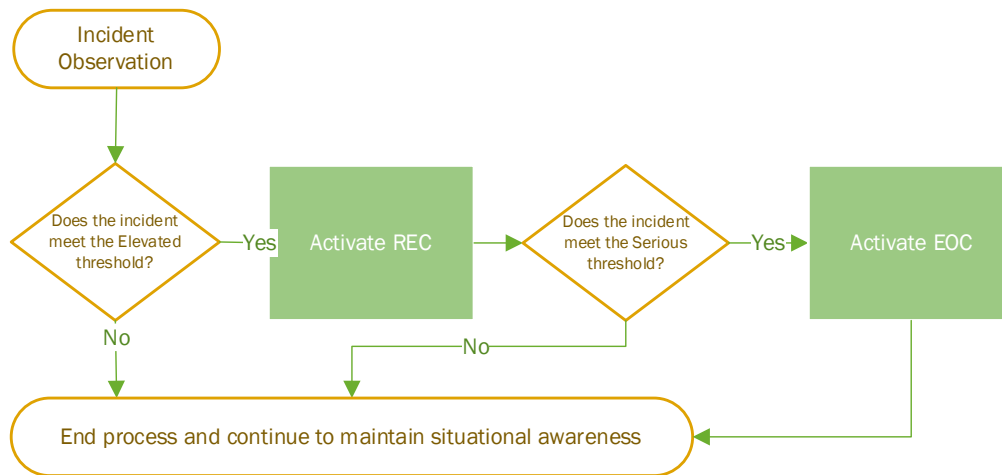 Incident
Observation
Does the incident
meet the Elevated
threshold?
Yes
Activate REC
Does the incident
meet the Serious
threshold?
Yes
Activate EOC
No
No
End process and continue to maintain situational awareness